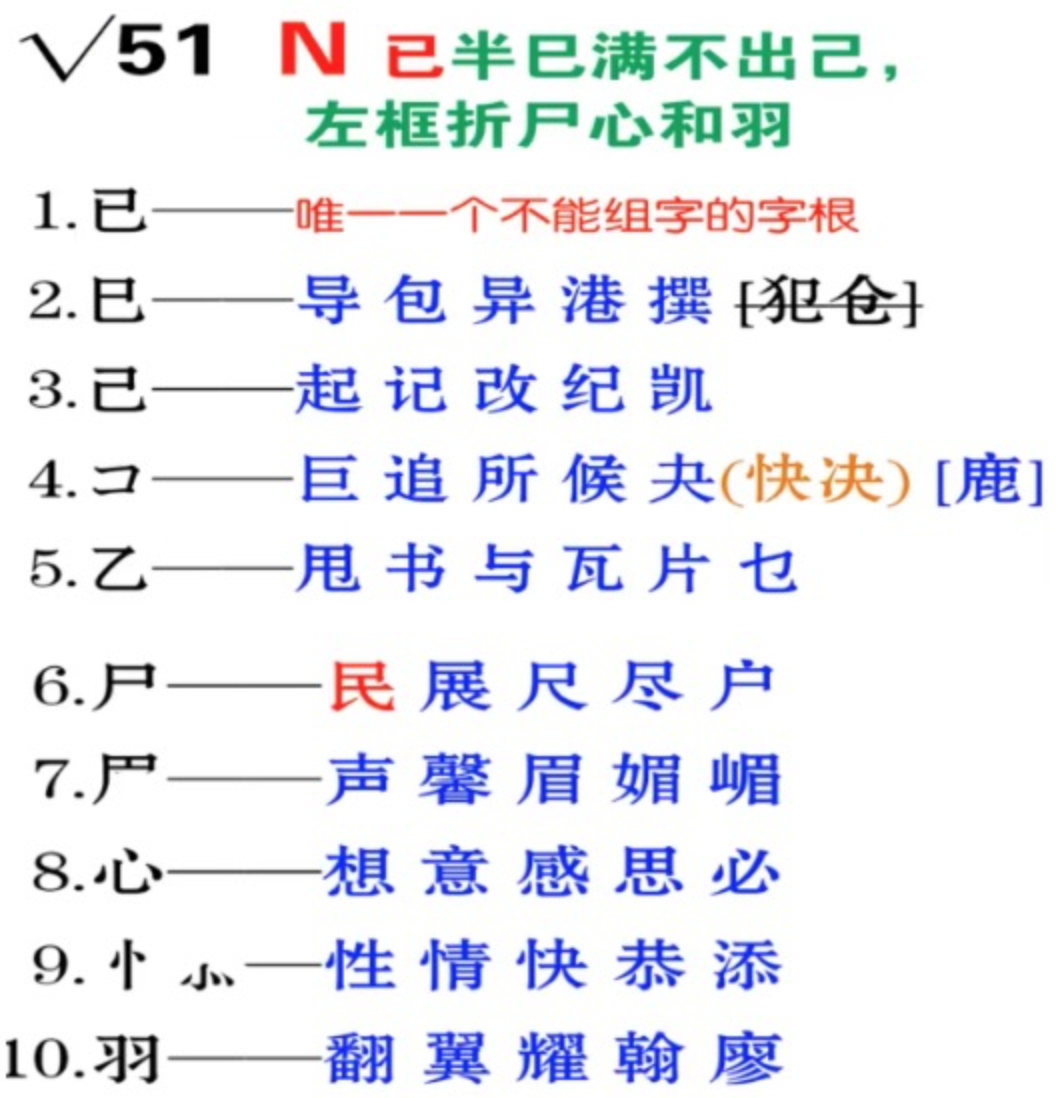 √51 N 已半巳满不出己，
左框折尸心和羽
1.已——唯一一个不能组字的字根
2.巳——导 包 异 港 撰 [犯 仓]
3.己——起 记 改 纪 凯
4.コ——巨 追 所 候 夬(快决) [鹿]
5.乙——甩 书 与 瓦 片 乜
6.尸——民 展 尺 尽 户
7.严——声 馨 眉 媚 嵋
8.心——想 意 感 思 必
9.忄 ⺗—性 情 快 恭 添
10.羽——翻 翼 耀 翰 廖